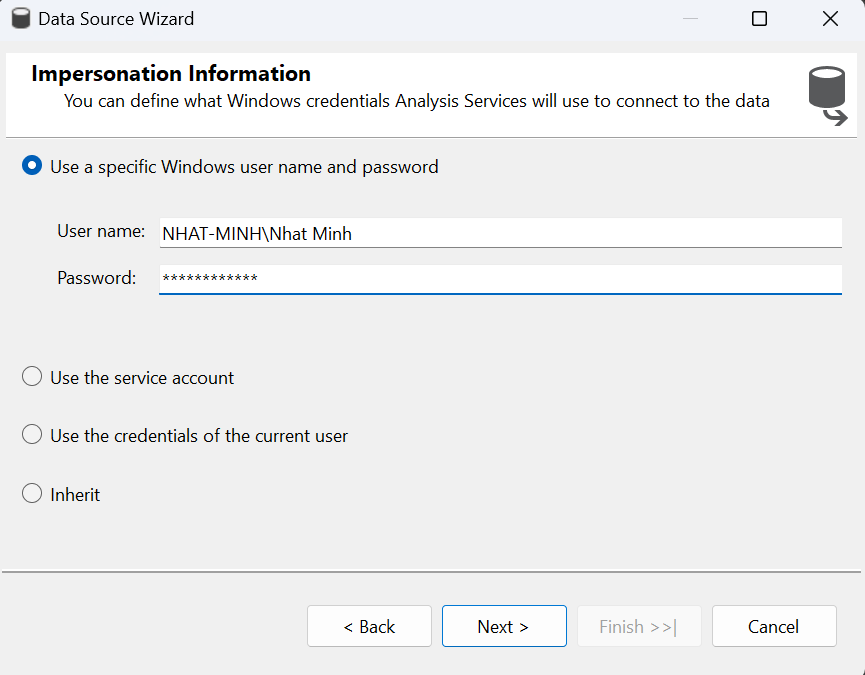 Data Source Wizard
Impersonation Information
You can define what Windows credentials Analysis Services will use to connect to the data
Use a specific Windows user name and password
User name: NHAT-MINH\Nhat Minh
Password: ************
Use the service account
Use the credentials of the current user
Inherit
< Back Next > Finish >>| Cancel